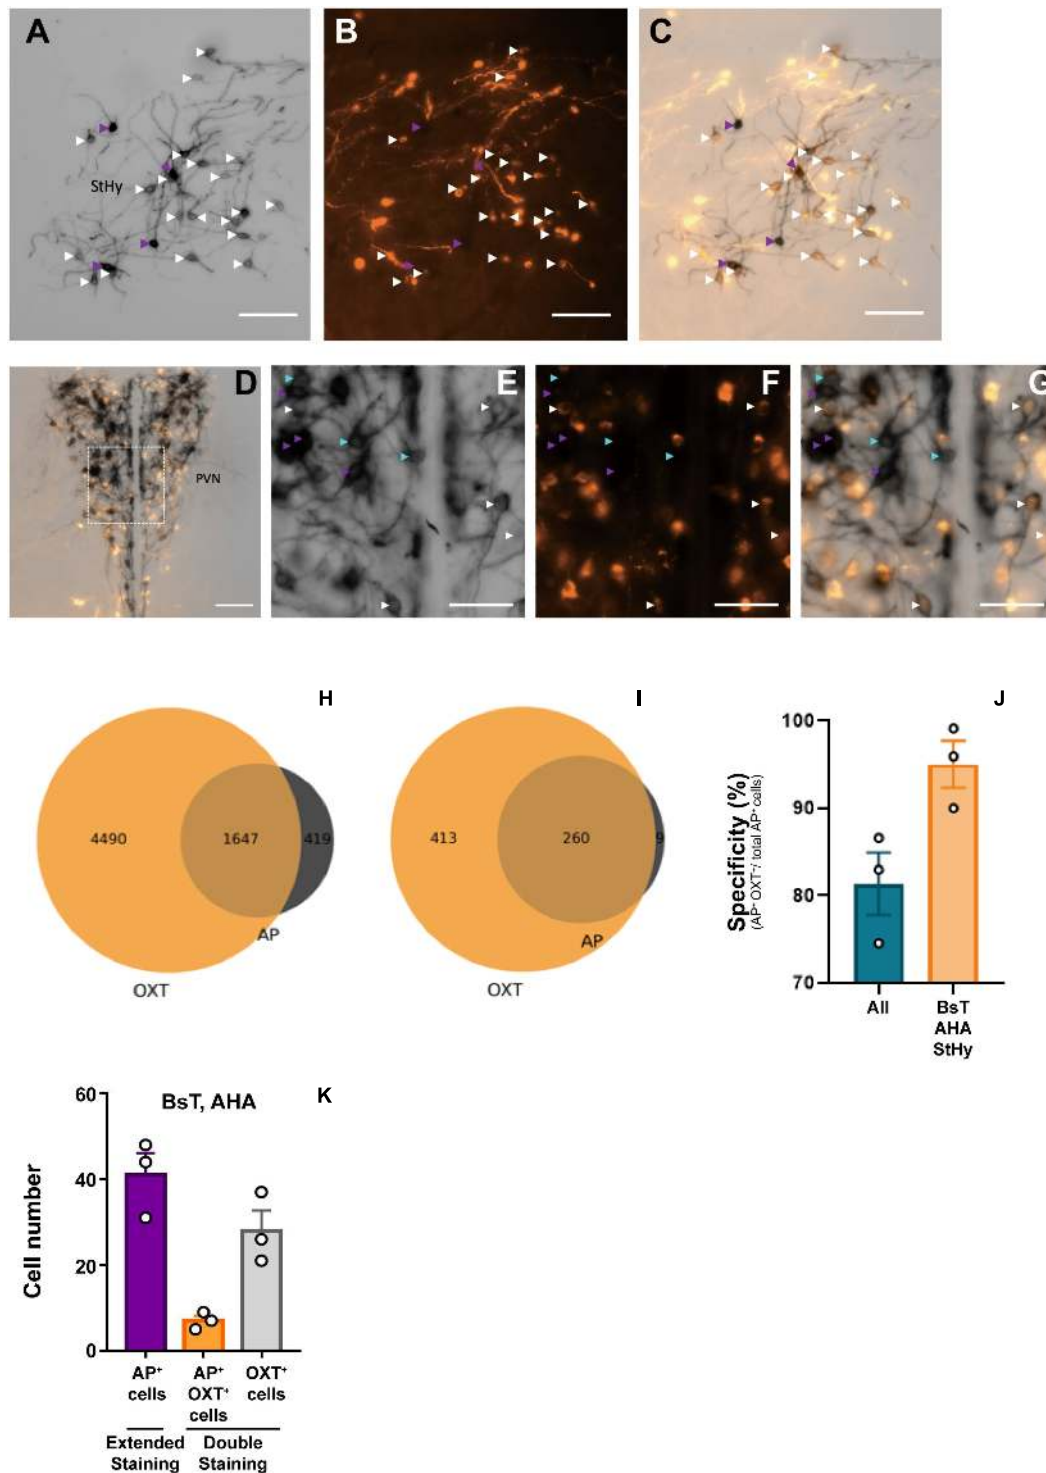 A
B
C
StHy
D
E
F
G
PVN
H
I
J
4490
1647
419
AP
OXT
413
260
9
AP
OXT
Specificity (%)
(AP⁺ OXT⁺/ total AP⁺ cells)
100
90
80
70
All
BsT
AHA
StHy
K
BsT, AHA
Cell number
60
40
20
0
AP⁺
cells
AP⁺
OXT⁺
cells
OXT⁺
cells
Extended
Staining
Double
Staining